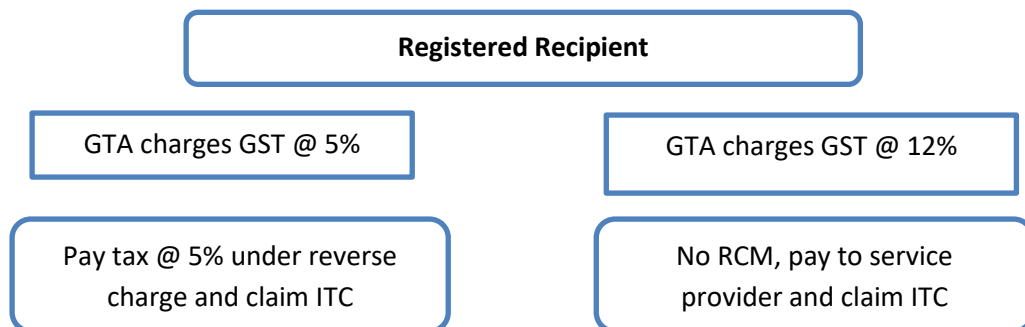 Registered Recipient
GTA charges GST @ 5%
GTA charges GST @ 12%
Pay tax @ 5% under reverse
charge and claim ITC
No RCM, pay to service
provider and claim ITC